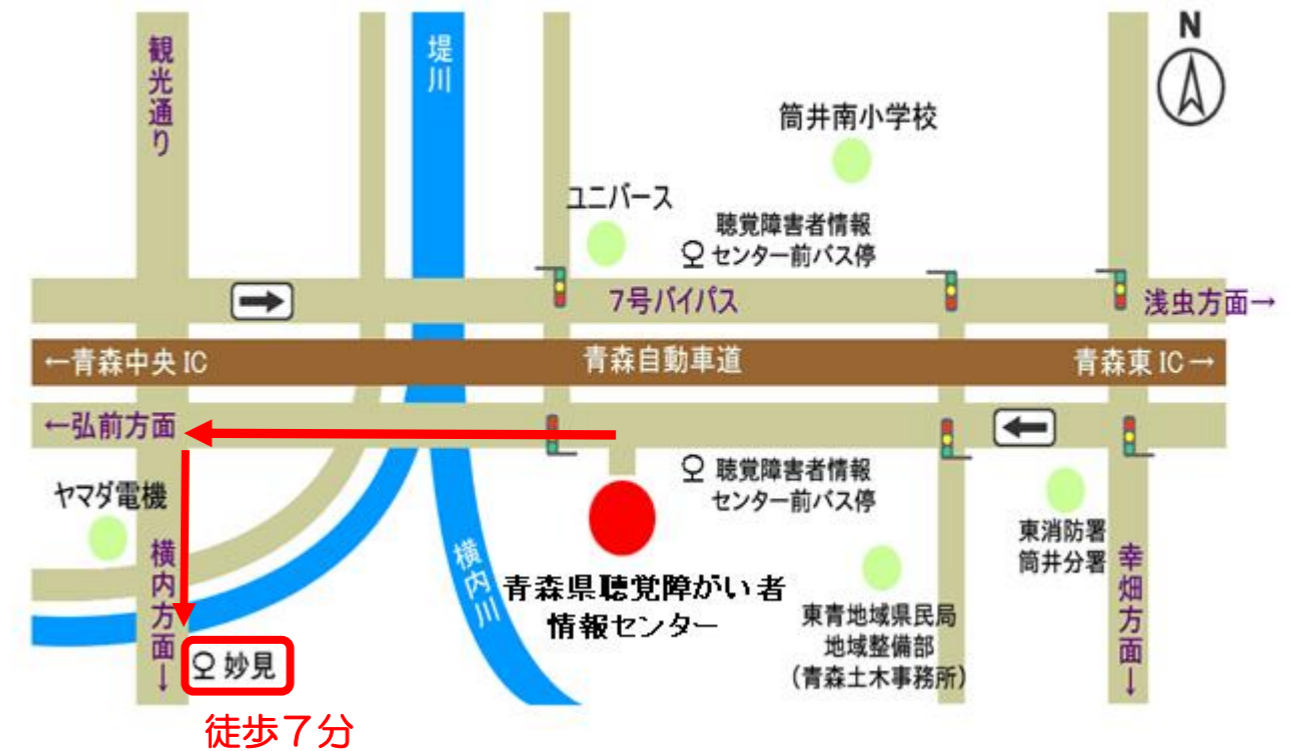 N
観光通り
堤川
筒井南小学校
ユニバース
聴覚障害者情報
センター前バス停
7号バイパス
浅虫方面→
←青森中央IC
青森自動車道
青森東IC→
←弘前方面
ヤマダ電機
聴覚障害者情報
センター前バス停
東消防署
筒井分署
横内方面↓
横内川
青森県聴覚障がい者
情報センター
東青地域県民局
地域整備部
(青森土木事務所)
幸畑方面↓
妙見
徒歩7分